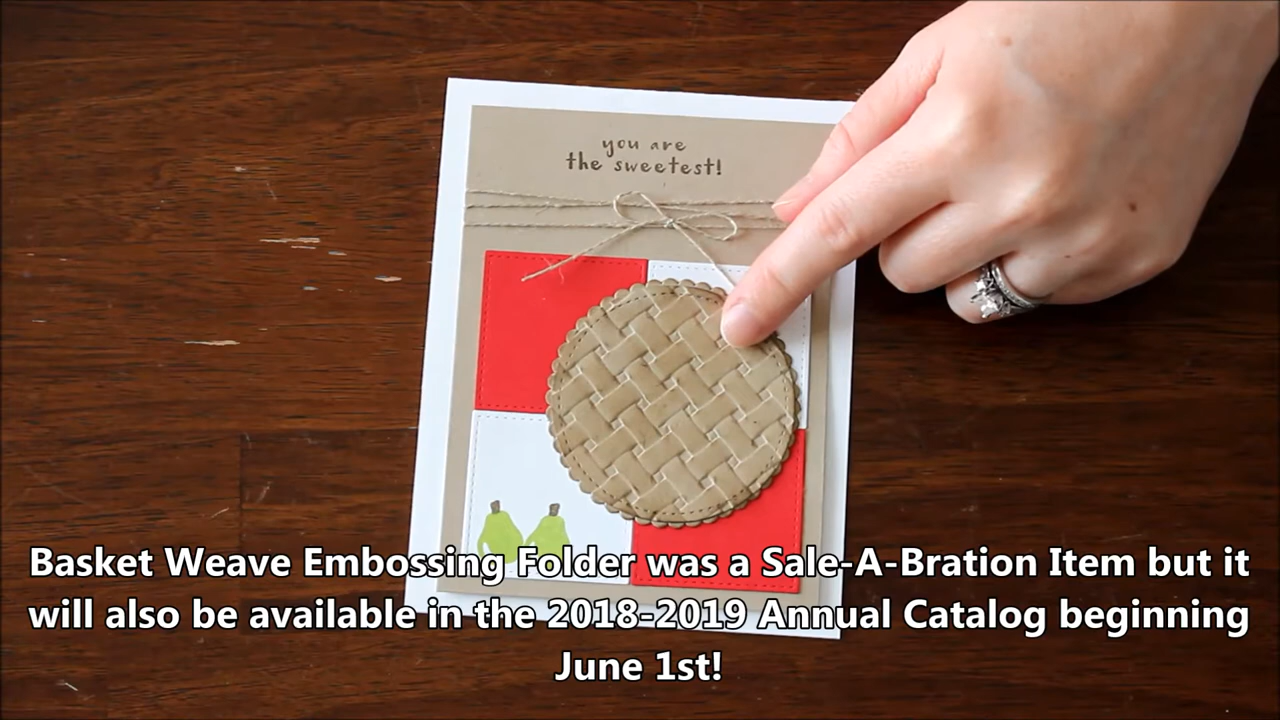 you are
the sweetest!
Basket Weave Embossing Folder was a Sale-A-Bration Item but it
will also be available in the 2018-2019 Annual Catalog beginning
June 1st!